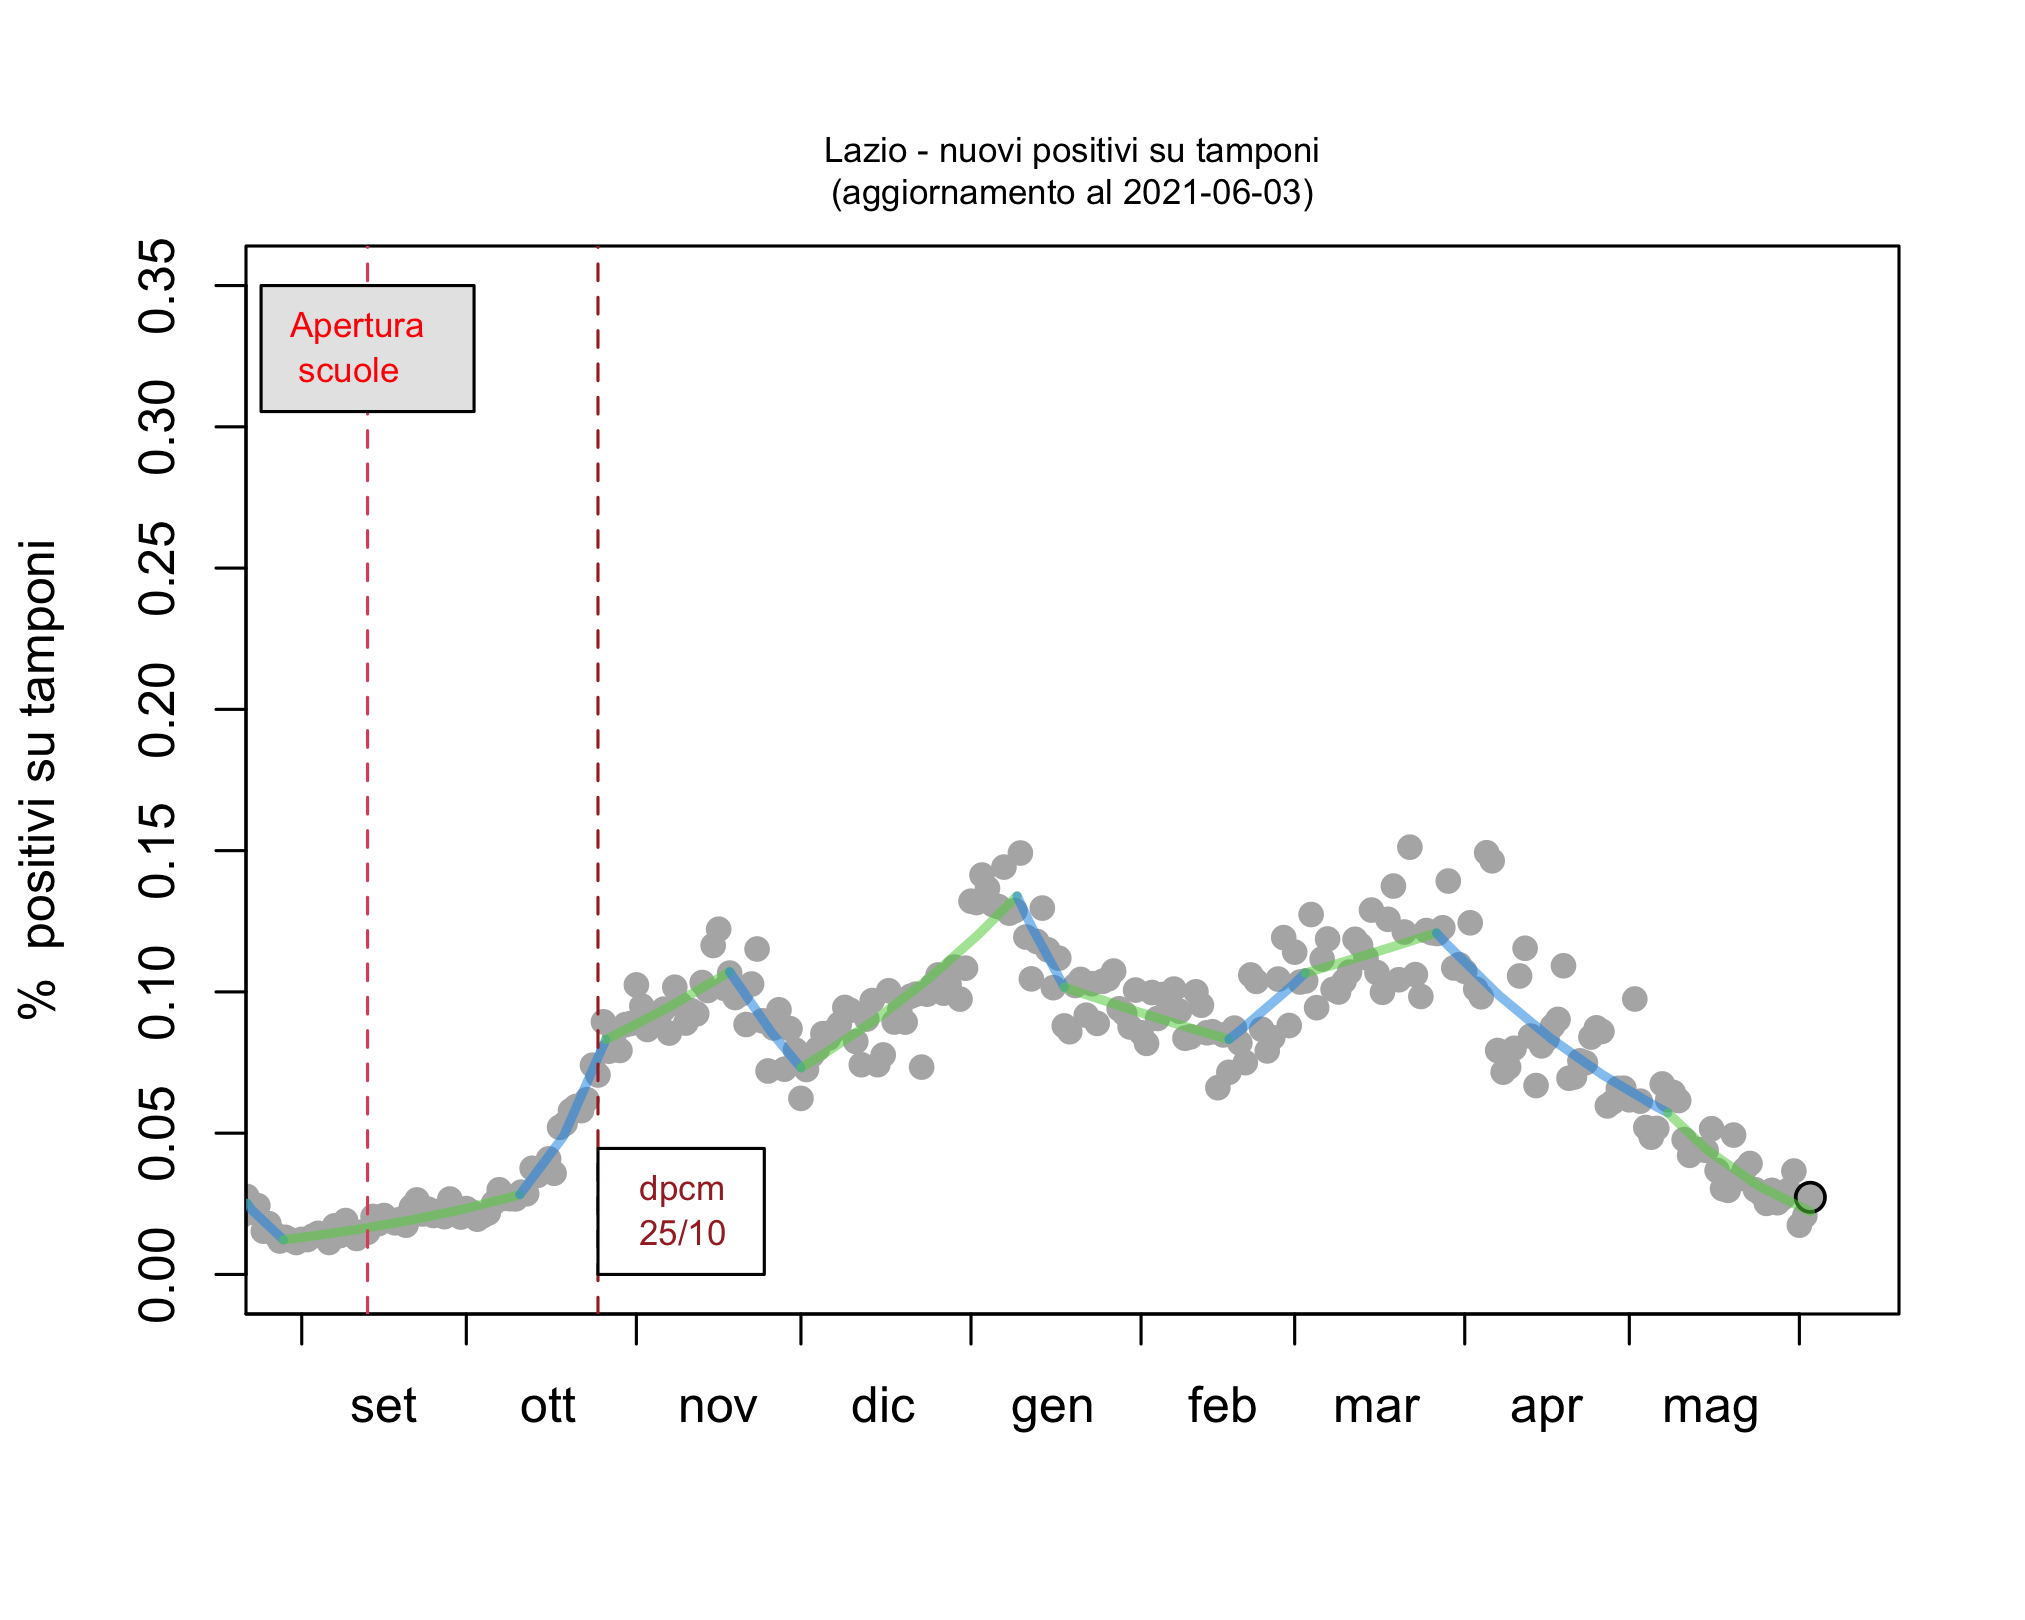 Lazio - nuovi positivi su tamponi
(aggiornamento al 2021-06-03)
% positivi su tamponi
0.35
0.30
0.25
0.20
0.15
0.10
0.05
0.00
Apertura
scuole
dpcm
25/10
set ott nov dic gen feb mar apr mag